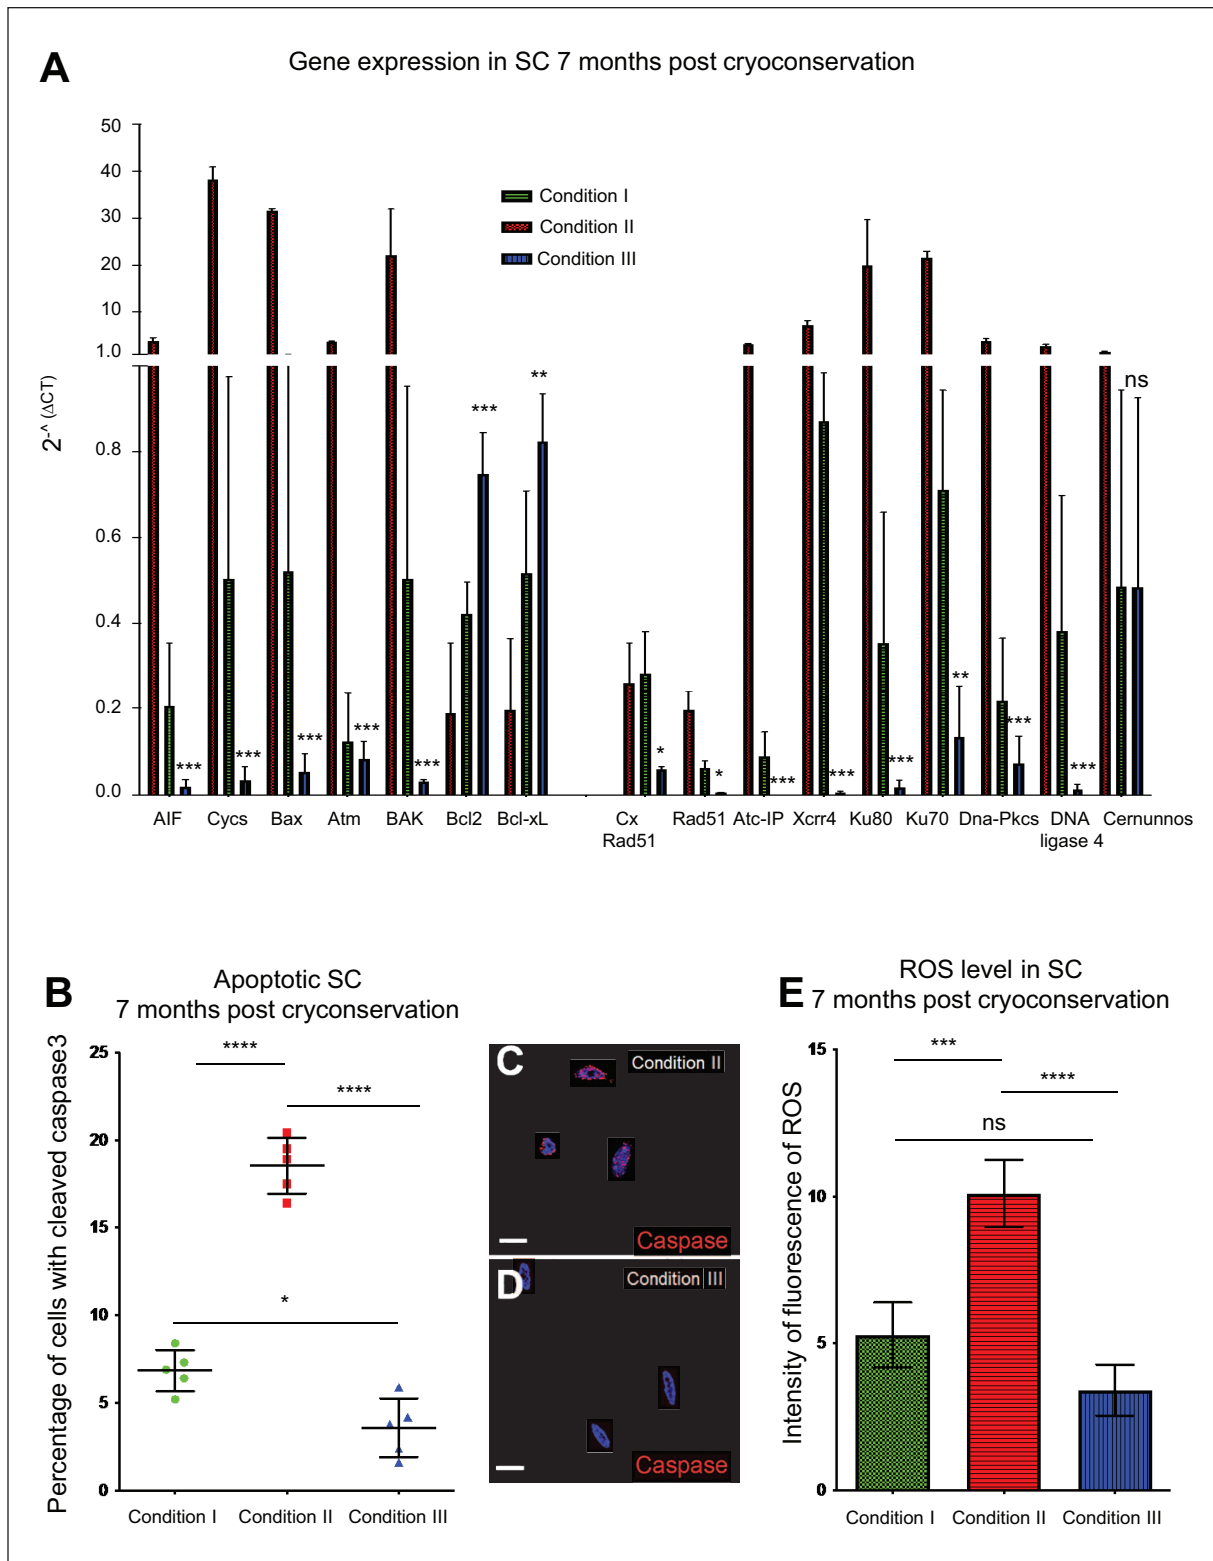 A
Gene expression in SC 7 months post cryoconservation
50
40
30
20
10
1.0
0.8
0.6
0.4
0.2
0.0
2-^ (ΔCT)
Condition I
Condition II
Condition III
*** *** *** *** *** *** **
* * *** *** *** ** *** *** ns
AIF Cycs Bax Atm BAK Bcl2 Bcl-xL Cx Rad51 Atc-IP Xcrr4 Ku80 Ku70 Dna-Pkcs DNA Cernunnos
Rad51 ligase 4
B
Apoptotic SC
7 months post cryconservation
Percentage of cells with cleaved caspase3
25
20
15
10
5
0
****
****
*
Condition I Condition II Condition III
C
Condition II
Caspase
D
Condition III
Caspase
E
ROS level in SC
7 months post cryoconservation
Intensity of fluorescence of ROS
15
10
5
0
***
****
ns
Condition I Condition II Condition III